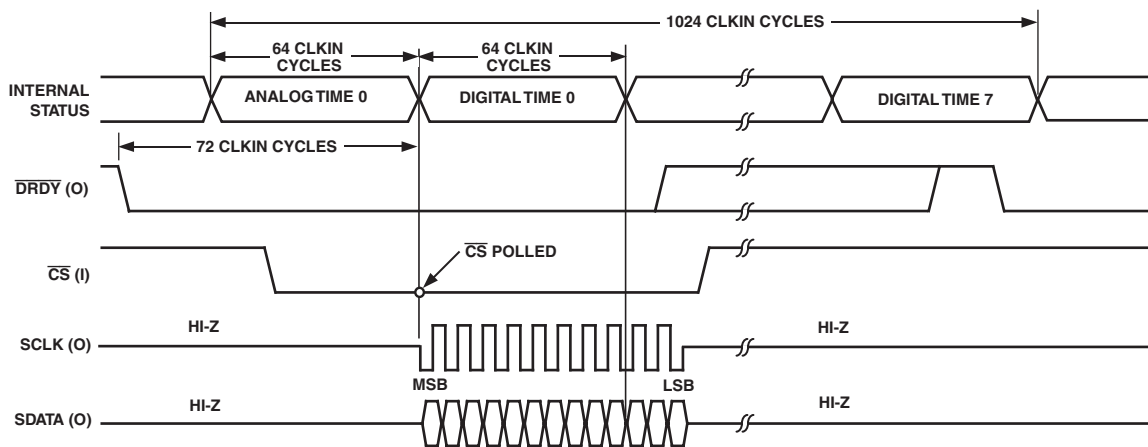 1024 CLKIN CYCLES
64 CLKIN
CYCLES
64 CLKIN
CYCLES
INTERNAL
STATUS
ANALOG TIME 0
DIGITAL TIME 0
DIGITAL TIME 7
72 CLKIN CYCLES
DRDY (O)
CS POLLED
CS (I)
HI-Z
HI-Z
SCLK (O)
MSB
LSB
HI-Z
HI-Z
SDATA (O)